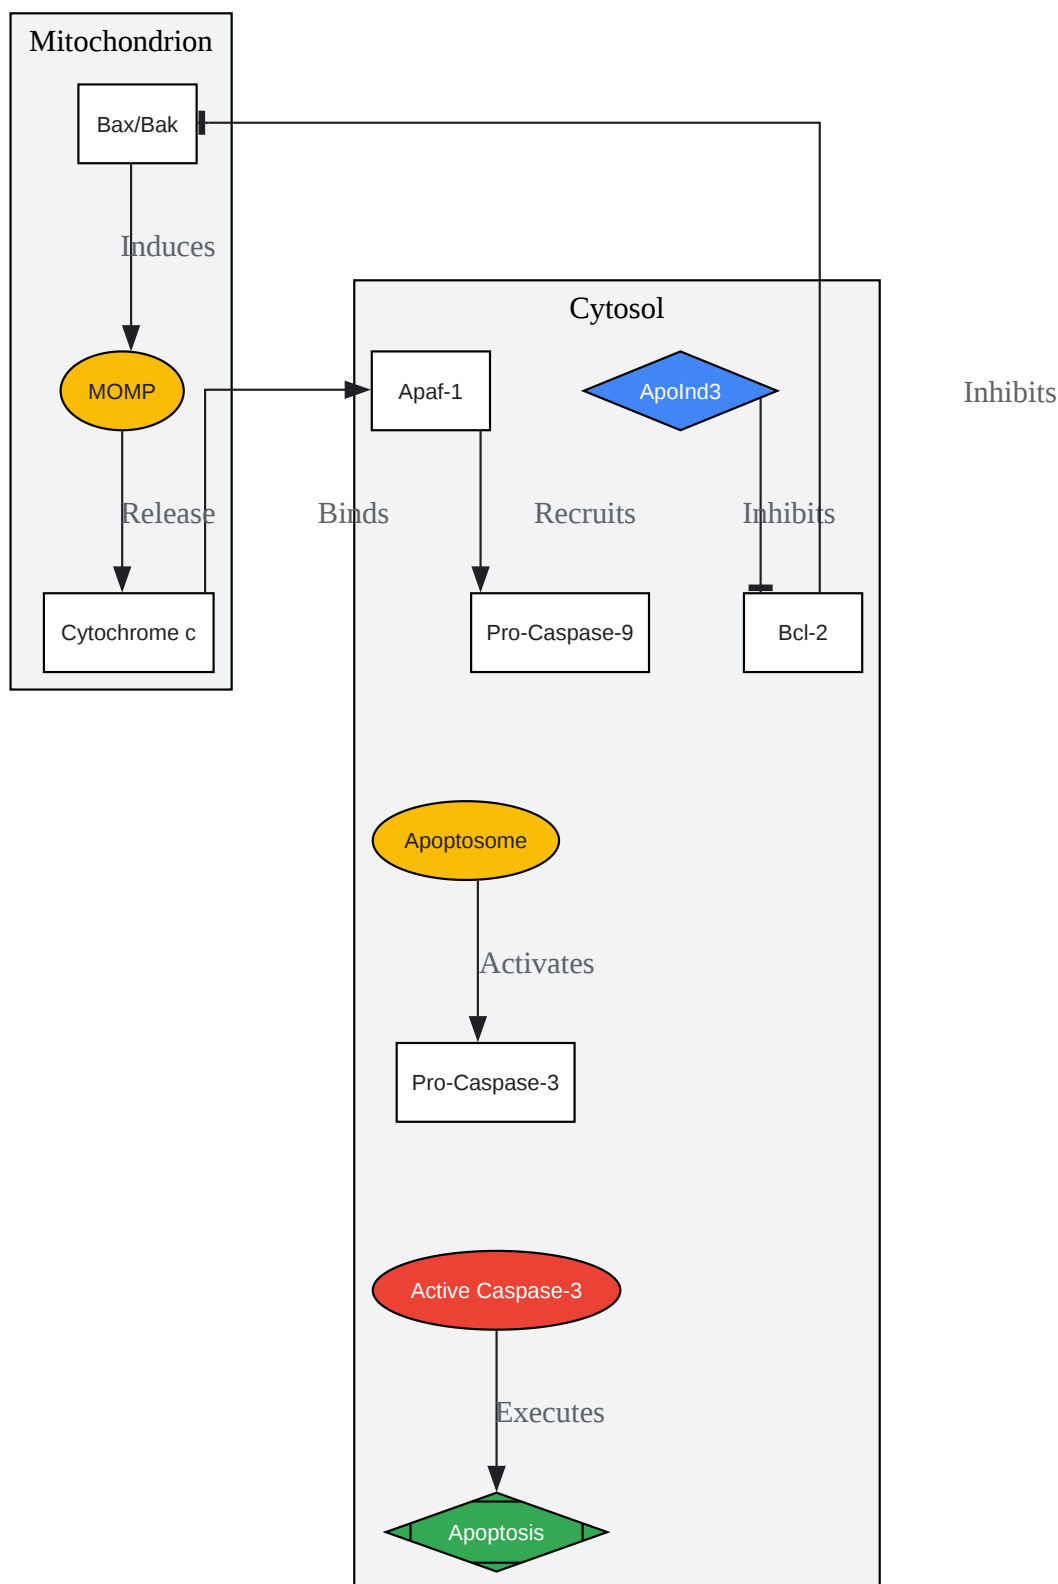 Mitochondrion
Bax/Bak
Induces
Cytosol
MOMP
Apaf-1
ApoInd3
Inhibits
Release
Binds
Recruits
Inhibits
Cytochrome c
Pro-Caspase-9
Bcl-2
Apoptosome
Activates
Pro-Caspase-3
Active Caspase-3
Executes
Apoptosis